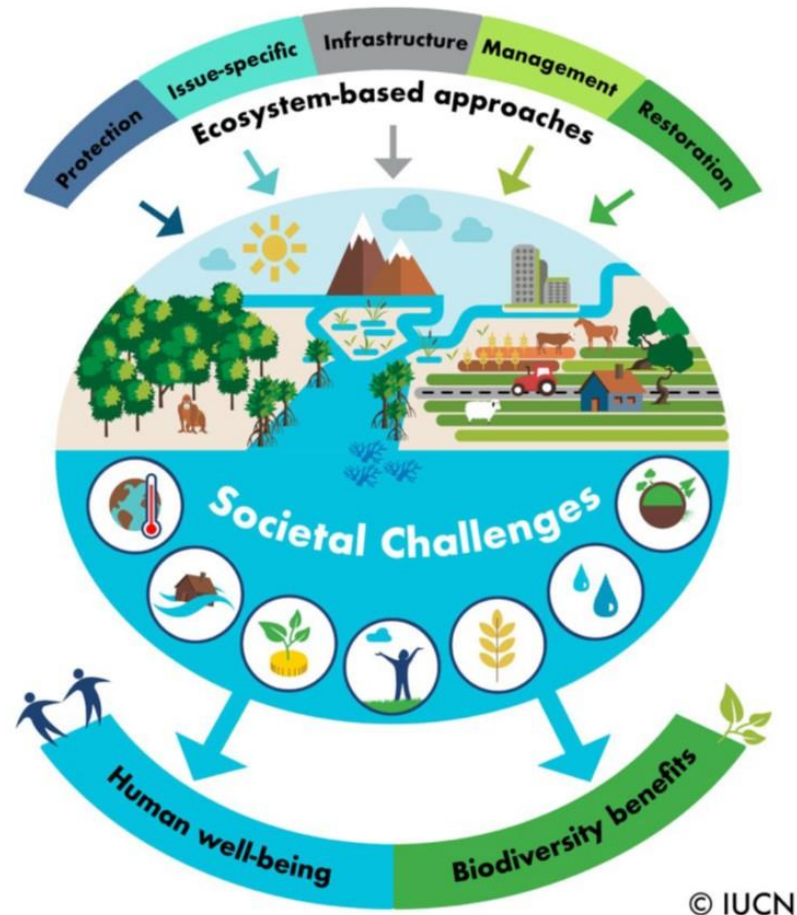 Protection
Issue-specific
Infrastructure
Management
Restoration
Ecosystem-based approaches
Societal Challenges
Human well-being
Biodiversity benefits
© IUCN